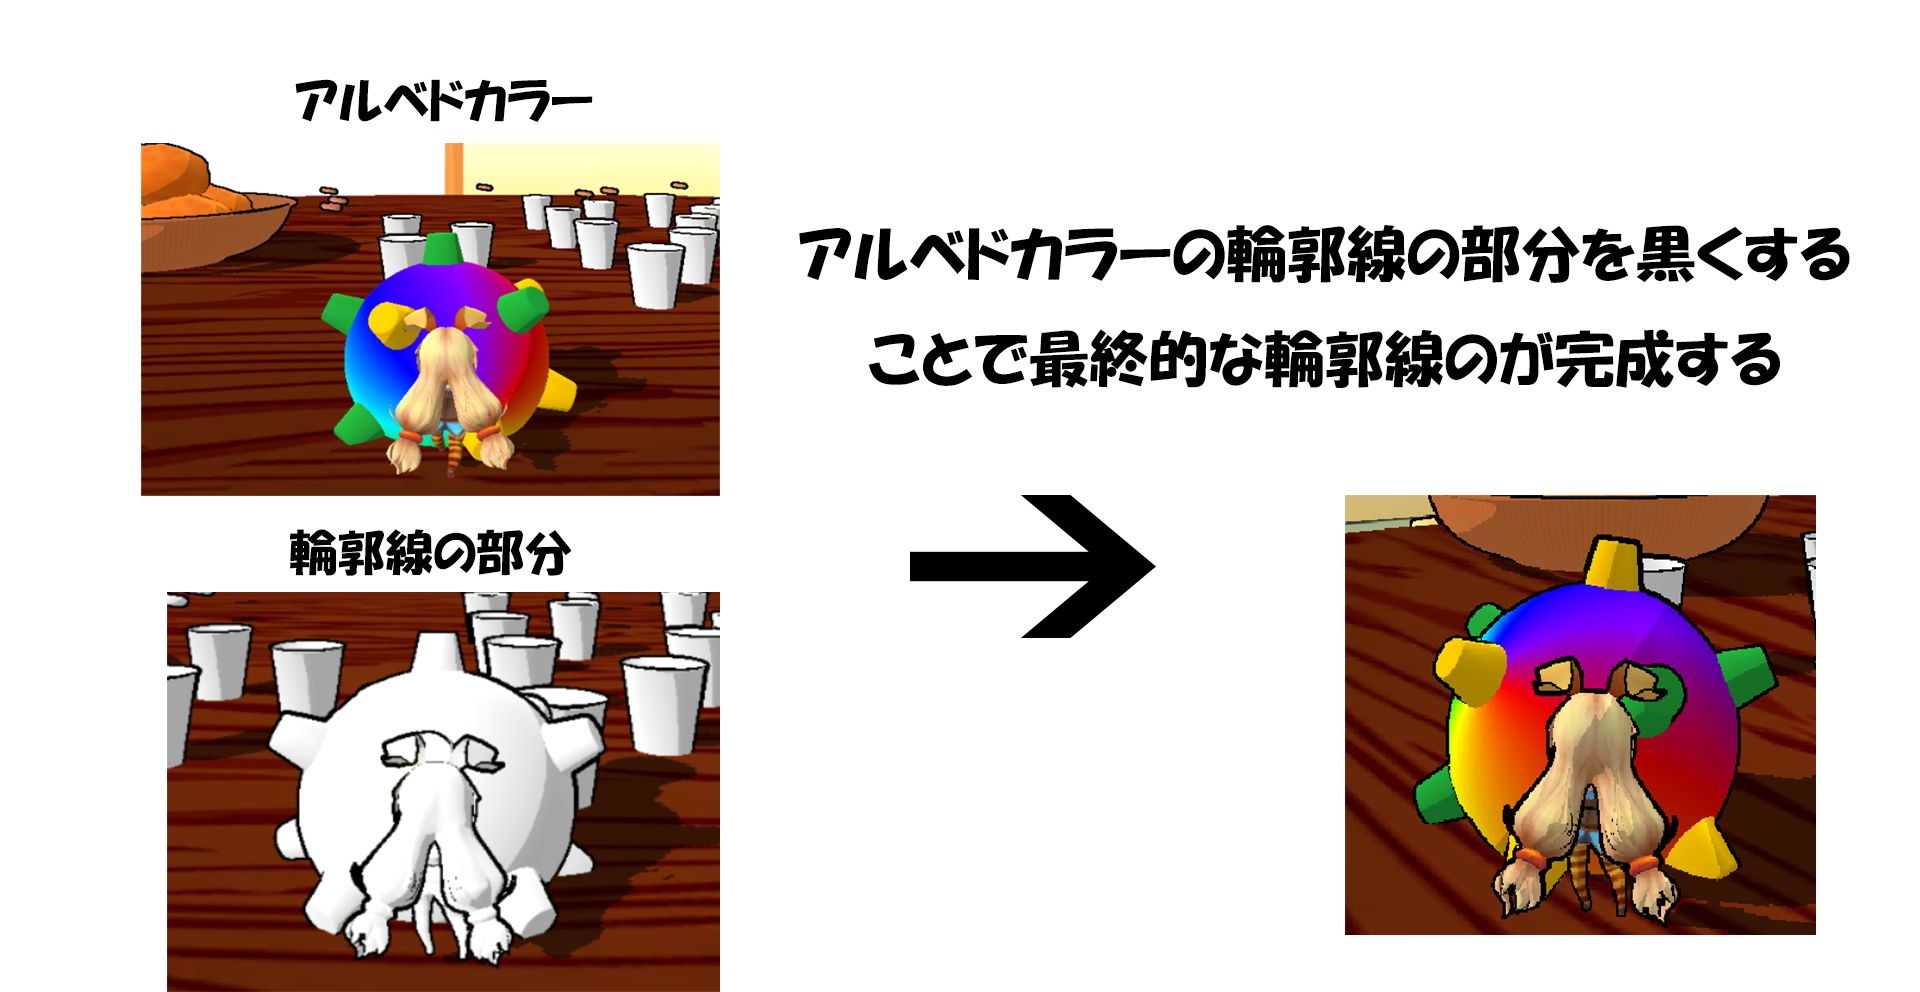 アルベドカラー
アルベドカラーの輪郭線の部分を黒くする
ことで最終的な輪郭線のが完成する
輪郭線の部分